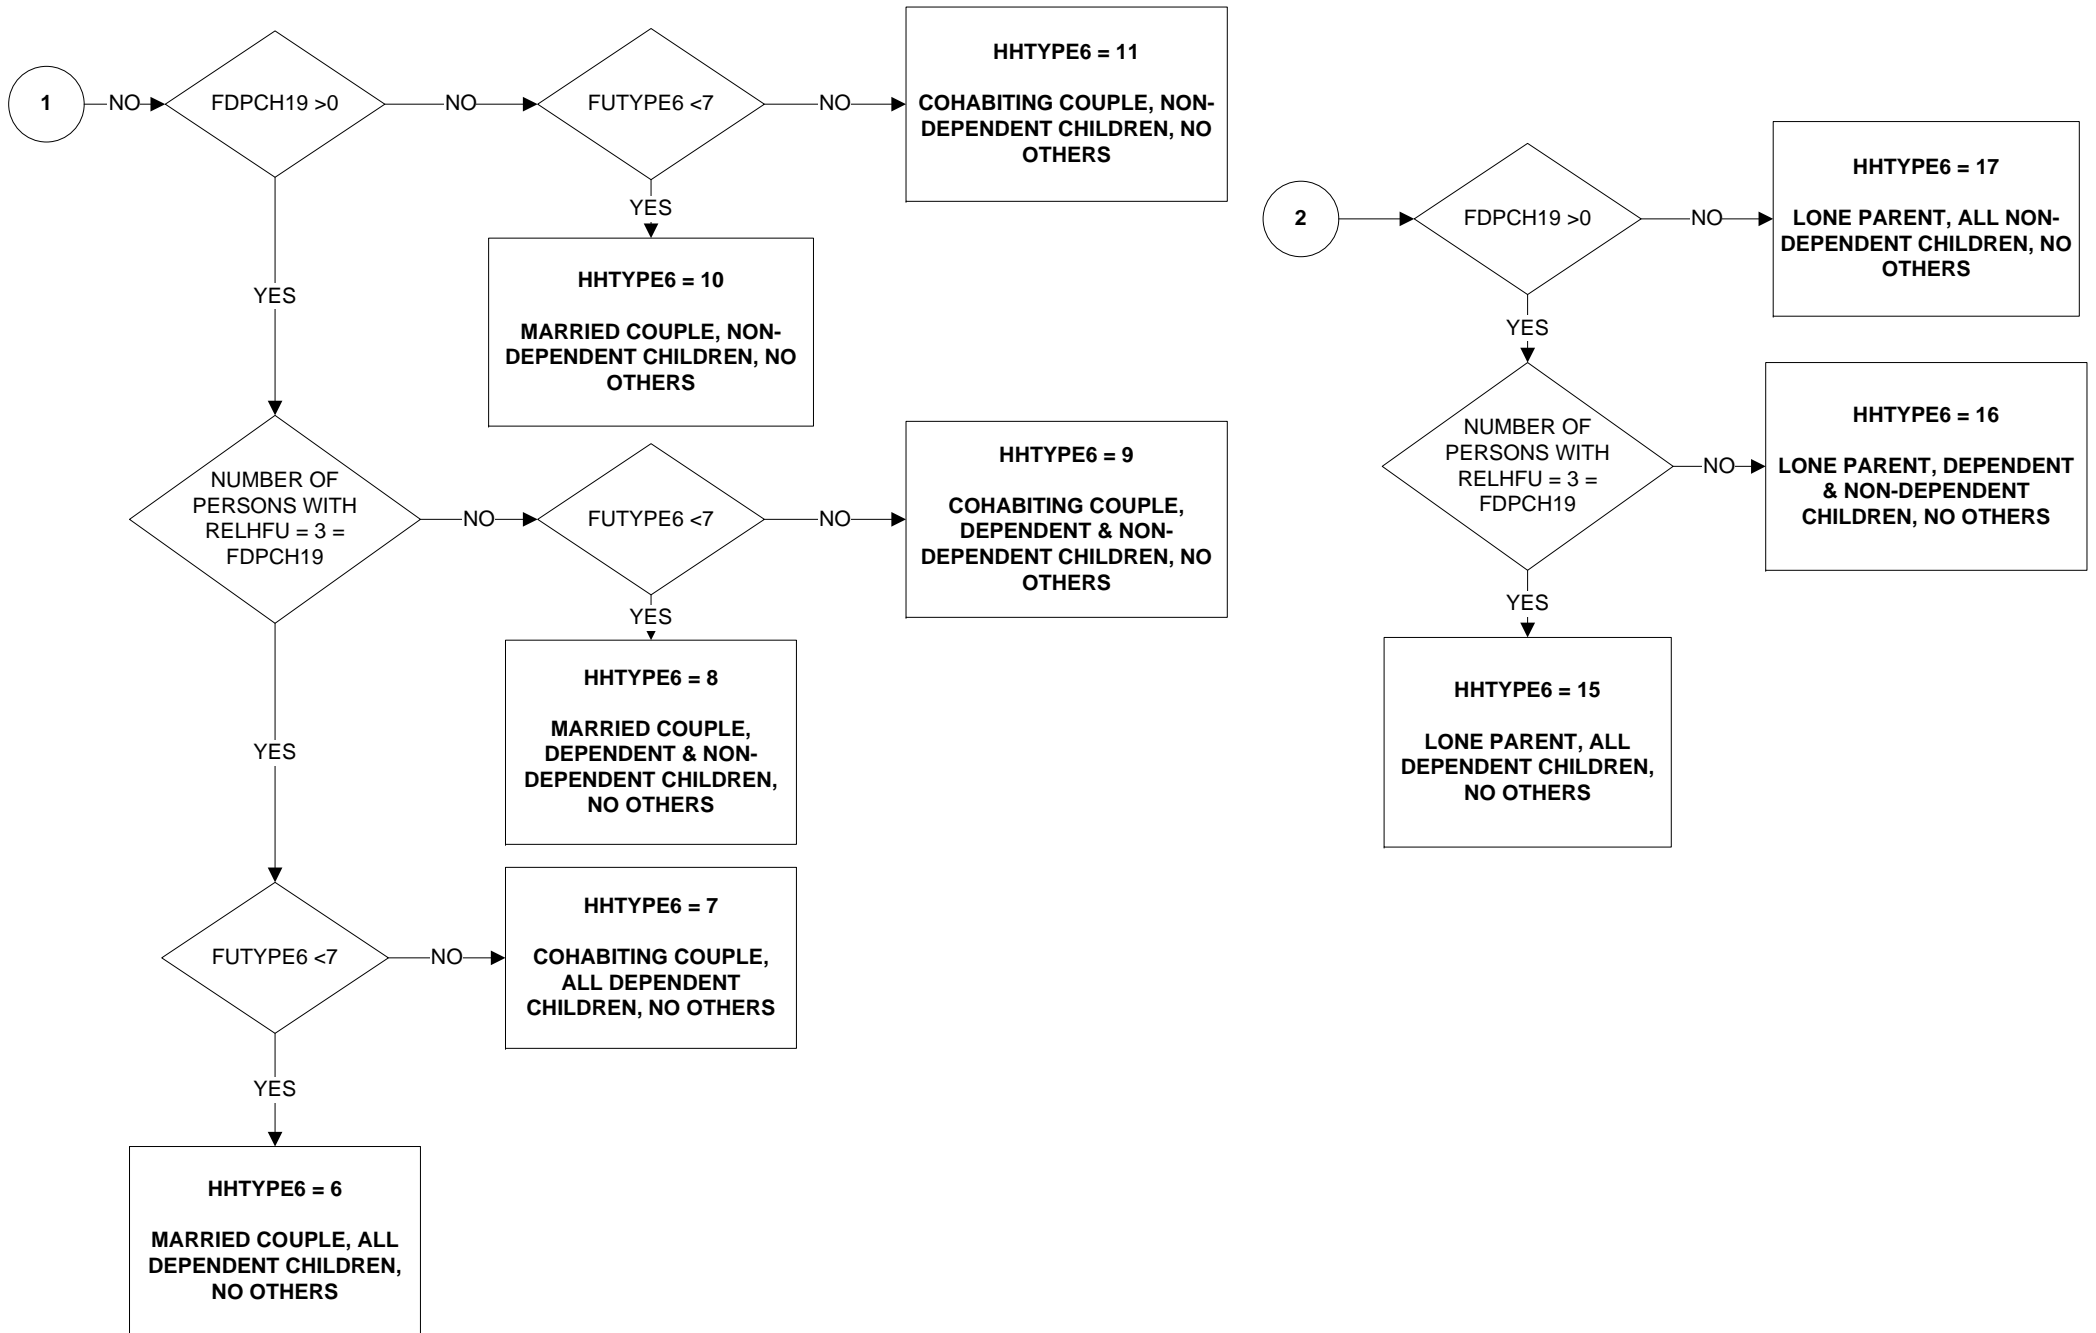 1
NO
FDPCH19 >0
NO
FUTYPE6 <7
NO
HHTYPE6 = 11
COHABITING COUPLE, NON-
DEPENDENT CHILDREN, NO
OTHERS
YES
HHTYPE6 = 10
MARRIED COUPLE, NON-
DEPENDENT CHILDREN, NO
OTHERS
YES
NUMBER OF
PERSONS WITH
RELHFU = 3 =
FDPCH19
NO
FUTYPE6 <7
NO
HHTYPE6 = 9
COHABITING COUPLE,
DEPENDENT & NON-
DEPENDENT CHILDREN, NO
OTHERS
YES
HHTYPE6 = 8
MARRIED COUPLE,
DEPENDENT & NON-
DEPENDENT CHILDREN,
NO OTHERS
YES
FUTYPE6 <7
NO
HHTYPE6 = 7
COHABITING COUPLE,
ALL DEPENDENT
CHILDREN, NO OTHERS
YES
HHTYPE6 = 6
MARRIED COUPLE, ALL
DEPENDENT CHILDREN,
NO OTHERS
2
FDPCH19 >0
NO
HHTYPE6 = 17
LONE PARENT, ALL NON-
DEPENDENT CHILDREN, NO
OTHERS
YES
NUMBER OF
PERSONS WITH
RELHFU = 3 =
FDPCH19
NO
HHTYPE6 = 16
LONE PARENT, DEPENDENT
& NON-DEPENDENT
CHILDREN, NO OTHERS
YES
HHTYPE6 = 15
LONE PARENT, ALL
DEPENDENT CHILDREN,
NO OTHERS